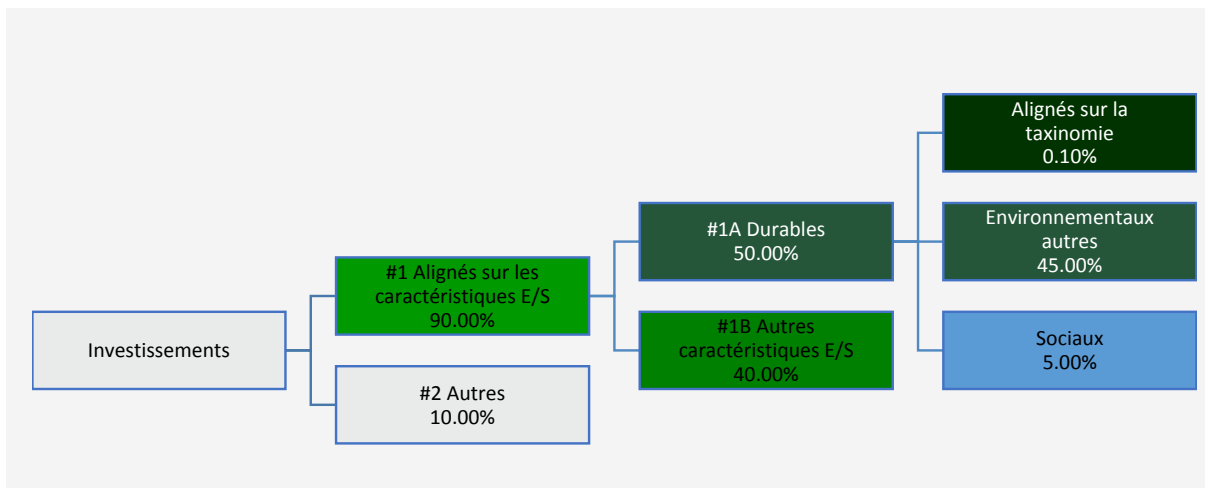 Investissements
#1 Alignés sur les
caractéristiques E/S
90.00%
#2 Autres
10.00%
#1A Durables
50.00%
#1B Autres
caractéristiques E/S
40.00%
Alignés sur la
taxinomie
0.10%
Environnementaux
autres
45.00%
Sociaux
5.00%